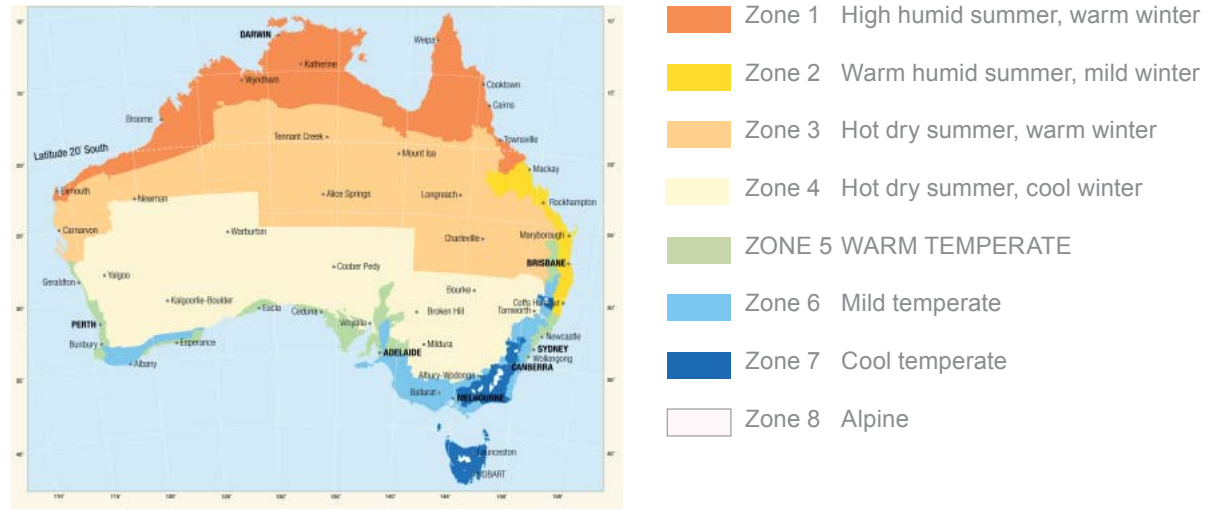 DARWIN
Weipa
Katherine
Wyndham
Cooktown
Cairns
Broome
Tennant Creek
Townsville
Latitude 20° South
Mount Isa
Mackay
Exmouth
Newman
Alice Springs
Longreach
Rockhampton
Carnarvon
Warburton
Charleville
Maryborough
BRISBANE
Yalgoo
Coober Pedy
Geraldton
Bourke
Kalgoorlie-Boulder
Eucla
Ceduna
Broken Hill
Coffs Harbour
Tamworth
PERTH
Whyalla
Newcastle
Bunbury
Esperance
Mildura
SYDNEY
ADELAIDE
Wollongong
Albany
Albury-Wodonga
CANBERRA
Ballarat
MELBOURNE
Launceston
HOBART
Zone 1 High humid summer, warm winter
Zone 2 Warm humid summer, mild winter
Zone 3 Hot dry summer, warm winter
Zone 4 Hot dry summer, cool winter
ZONE 5 WARM TEMPERATE
Zone 6 Mild temperate
Zone 7 Cool temperate
Zone 8 Alpine